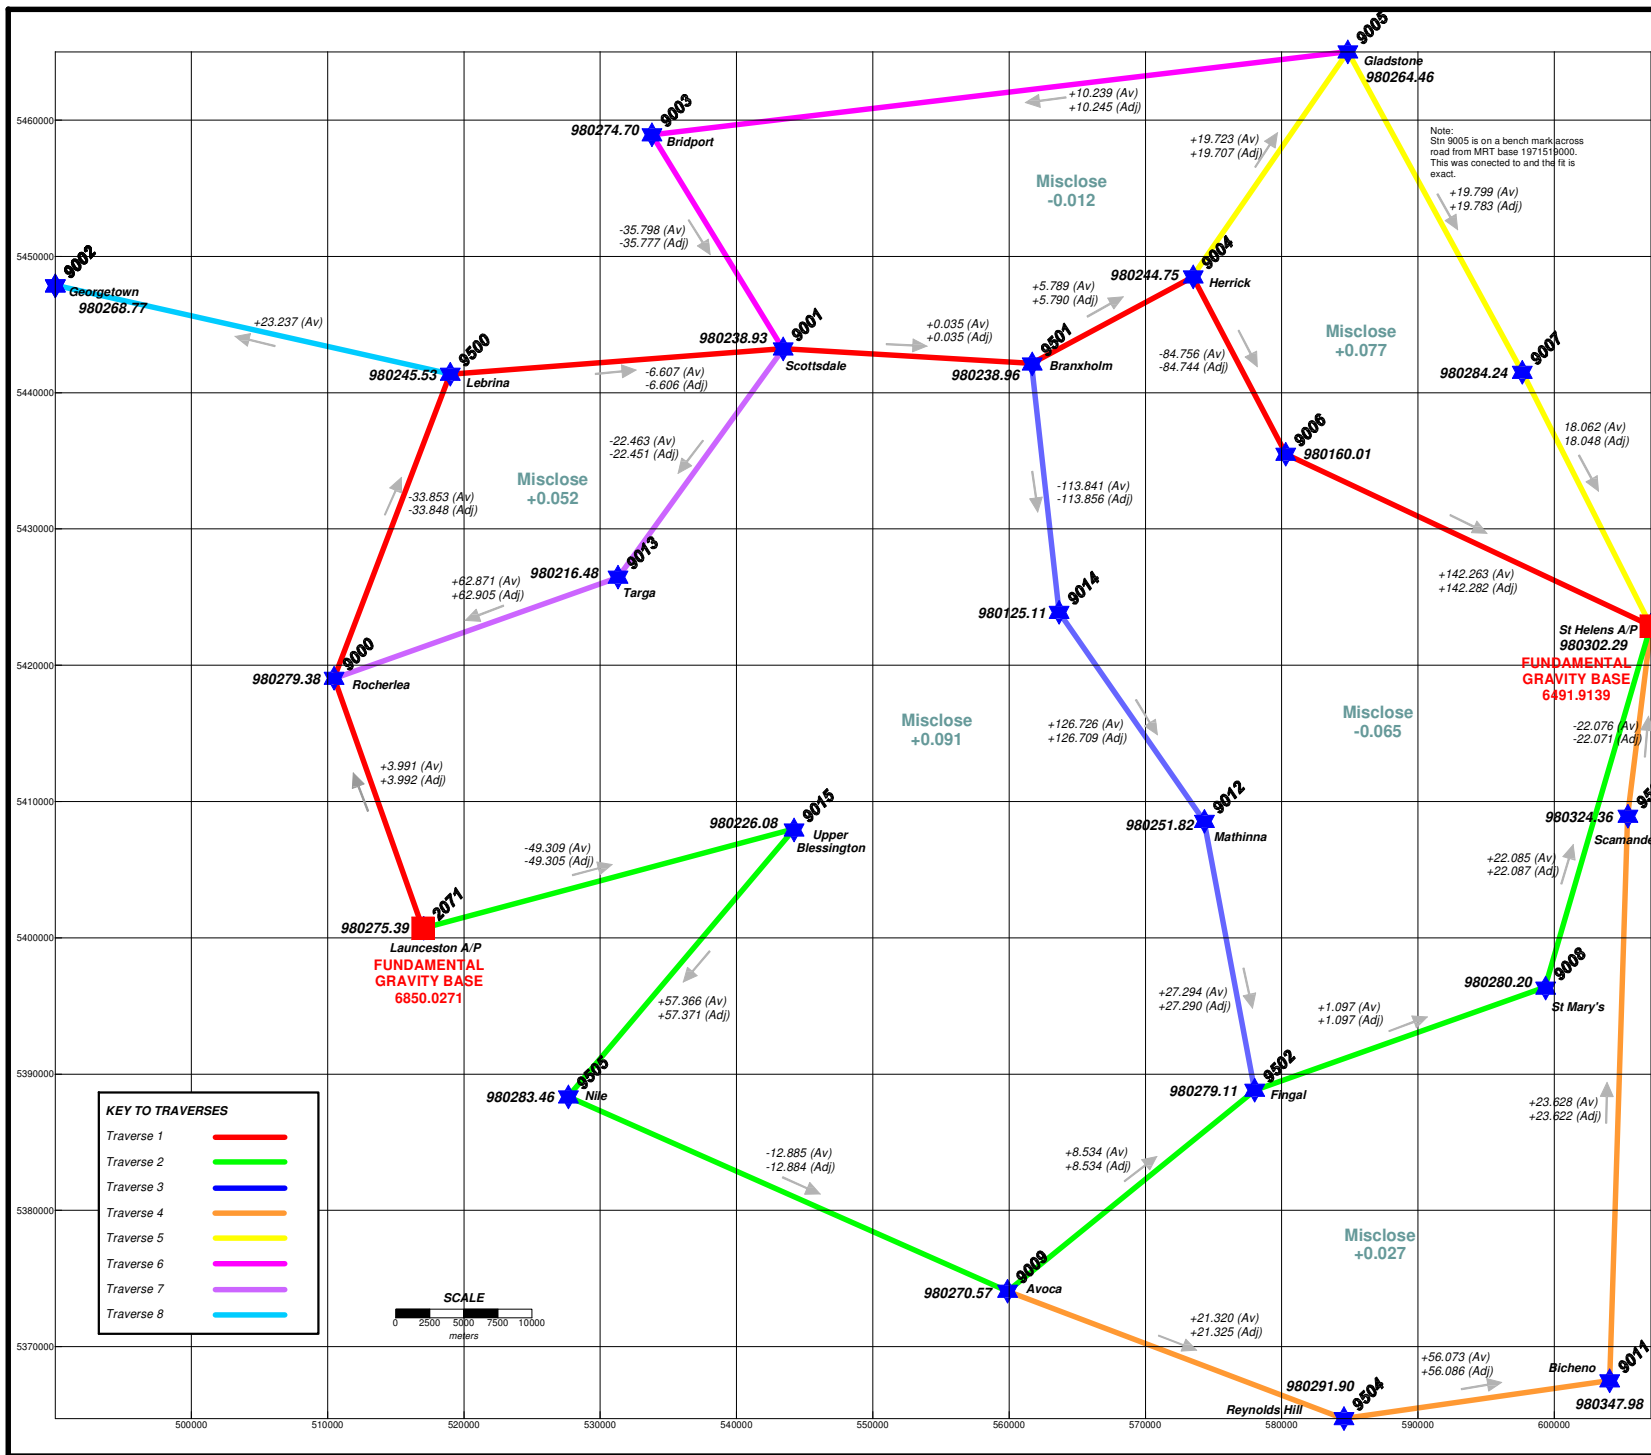 9005
Gladstone
980264.46
+10.239 (Av)
+10.245 (Adj)
9003
980274.70
Bridport
5460000
+19.723 (Av)
+19.707 (Adj)
Note:
Stn 9005 is on a bench mark across
road from MRT base 1971519000.
This was conected to and the fit is
exact.
Misclose
-0.012
+19.799 (Av)
+19.783 (Adj)
-35.798 (Av)
-35.777 (Adj)
5450000
9002
Georgetown
980268.77
+23.237 (Av)
9004
980244.75
Herrick
+5.789 (Av)
+5.790 (Adj)
9001
980238.93
Scottsdale
+0.035 (Av)
+0.035 (Adj)
9501
980238.96
Branxholm
Misclose
+0.077
-84.756 (Av)
-84.744 (Adj)
9007
980284.24
9500
980245.53
Lebrina
-6.607 (Av)
-6.606 (Adj)
5440000
-22.463 (Av)
-22.451 (Adj)
9006
980160.01
18.062 (Av)
18.048 (Adj)
Misclose
+0.052
-33.853 (Av)
-33.848 (Adj)
-113.841 (Av)
-113.856 (Adj)
5430000
9013
980216.48
Targa
+62.871 (Av)
+62.905 (Adj)
+142.263 (Av)
+142.282 (Adj)
9014
980125.11
St Helens A/P
980302.29
FUNDAMENTAL
GRAVITY BASE
6491.9139
9000
980279.38
Rocherlea
5420000
Misclose
+0.091
+126.726 (Av)
+126.709 (Adj)
Misclose
-0.065
-22.076 (Av)
-22.071 (Adj)
+3.991 (Av)
+3.992 (Adj)
5410000
9015
980226.08
Upper
Blessington
9012
980251.82
Mathinna
95
980324.36
Scamande
-49.309 (Av)
-49.305 (Adj)
+22.085 (Av)
+22.087 (Adj)
2071
980275.39
Launceston A/P
FUNDAMENTAL
GRAVITY BASE
6850.0271
5400000
+57.366 (Av)
+57.371 (Adj)
+27.294 (Av)
+27.290 (Adj)
+1.097 (Av)
+1.097 (Adj)
9008
980280.20
St Mary's
5390000
9505
980283.46
Nile
9502
980279.11
Fingal
+23.628 (Av)
+23.622 (Adj)
KEY TO TRAVERSES
Traverse 1
Traverse 2
Traverse 3
Traverse 4
Traverse 5
Traverse 6
Traverse 7
Traverse 8
-12.885 (Av)
-12.884 (Adj)
+8.534 (Av)
+8.534 (Adj)
5380000
Misclose
+0.027
9009
980270.57
Avoca
SCALE
0 2500 5000 7500 10000
meters
+21.320 (Av)
+21.325 (Adj)
5370000
+56.073 (Av)
+56.086 (Adj)
Bicheno
9011
980347.98
980291.90
9504
Reynolds Hill
500000 510000 520000 530000 540000 550000 560000 570000 580000 590000 600000